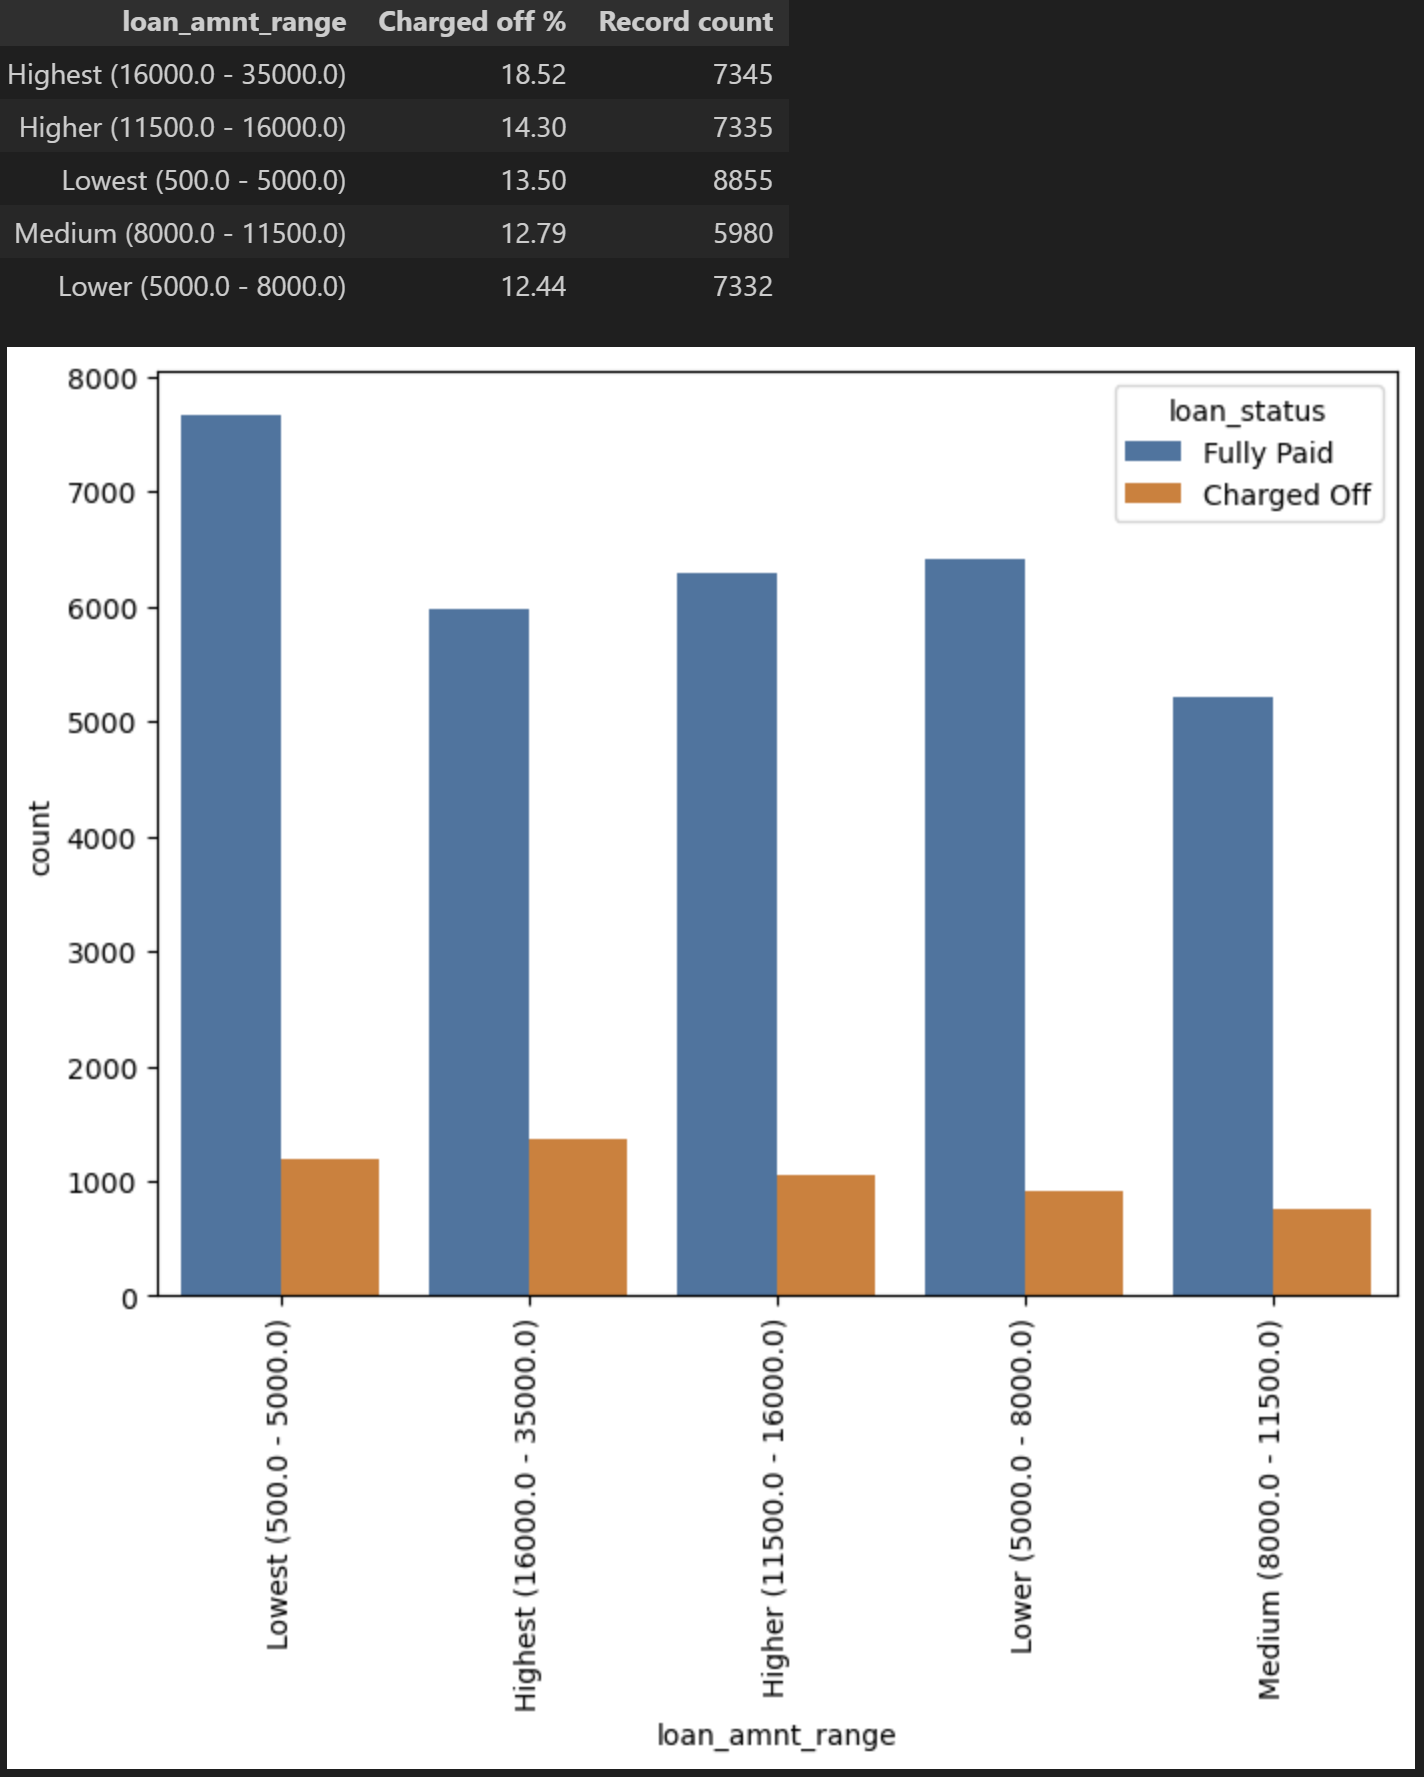 loan_amnt_range Charged off % Record count
Highest (16000.0 - 35000.0) 18.52 7345
Higher (11500.0 - 16000.0) 14.30 7335
Lowest (500.0 - 5000.0) 13.50 8855
Medium (8000.0 - 11500.0) 12.79 5980
Lower (5000.0 - 8000.0) 12.44 7332
8000
7000
6000
5000
4000
3000
2000
1000
0
count
loan_status
Fully Paid
Charged Off
Lowest (500.0 - 5000.0)
Highest (16000.0 - 35000.0)
Higher (11500.0 - 16000.0)
Lower (5000.0 - 8000.0)
Medium (8000.0 - 11500.0)
loan_amnt_range